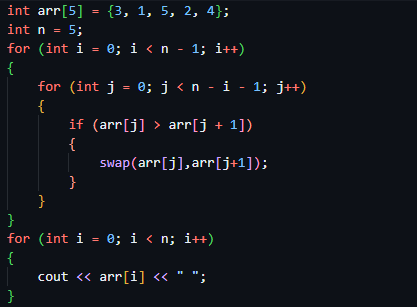 int arr[5] = {3, 1, 5, 2, 4};
int n = 5;
for (int i = 0; i < n - 1; i++)
{
    for (int j = 0; j < n - i - 1; j++)
    {
        if (arr[j] > arr[j + 1])
        {
            swap(arr[j],arr[j+1]);
        }
    }
}
for (int i = 0; i < n; i++)
{
    cout << arr[i] << " ";
}